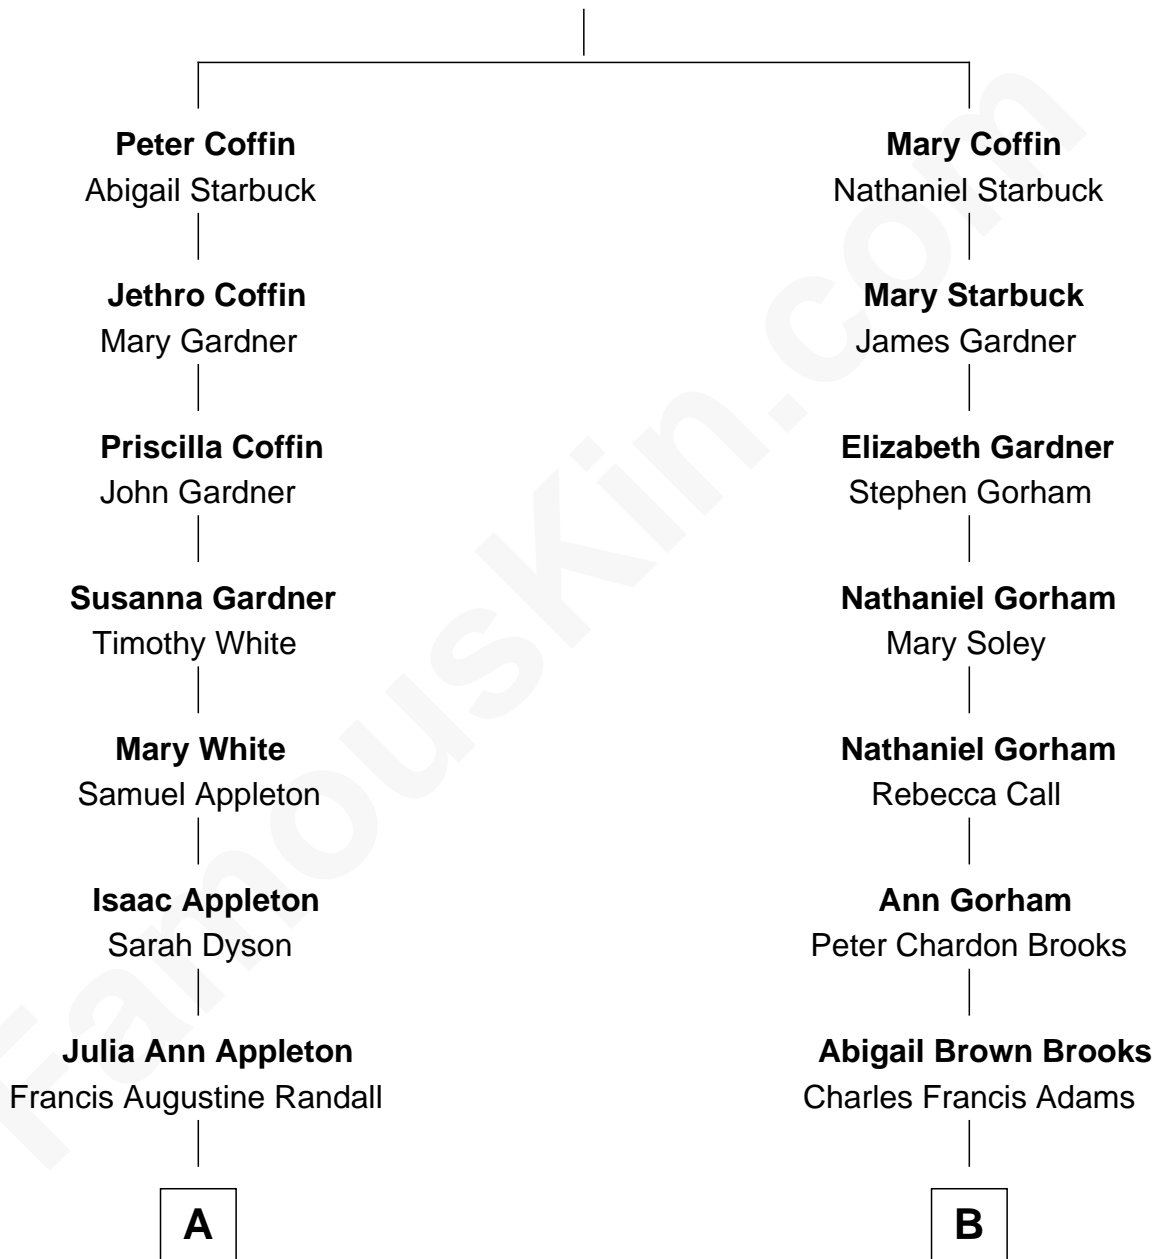 Peter Coffin
Abigail Starbuck
Jethro Coffin
Mary Gardner
Priscilla Coffin
John Gardner
Susanna Gardner
Timothy White
Mary White
Samuel Appleton
Isaac Appleton
Sarah Dyson
Julia Ann Appleton
Francis Augustine Randall
A
Mary Coffin
Nathaniel Starbuck
Mary Starbuck
James Gardner
Elizabeth Gardner
Stephen Gorham
Nathaniel Gorham
Mary Soley
Nathaniel Gorham
Rebecca Call
Ann Gorham
Peter Chardon Brooks
Abigail Brown Brooks
Charles Francis Adams
B
FamousKin.com